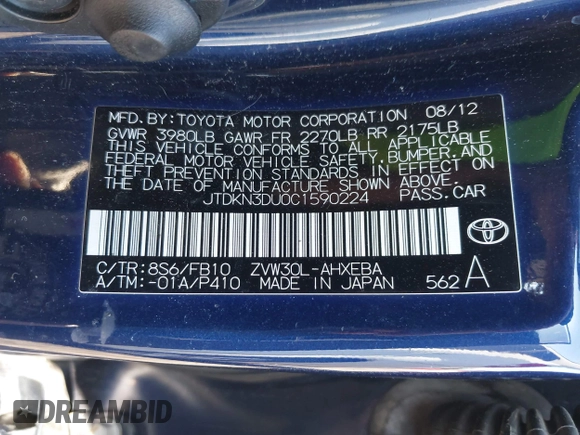 MFD. BY: TOYOTA MOTOR CORPORATION 08/12
GVWR 3980LB GAWR FR 2270LB RR 2175LB
THIS VEHICLE CONFORMS TO ALL APPLICABLE
FEDERAL MOTOR VEHICLE SAFETY, BUMPER, AND
THEFT PREVENTION STANDARDS IN EFFECT ON
THE DATE OF MANUFACTURE SHOWN ABOVE.
JTDKN3DU0C1590224 PASS. CAR
C/TR: 8S6/FB10 ZVW30L-AHXEBA
A/TM: -01A/P410 MADE IN JAPAN 562 A
DREAMBID